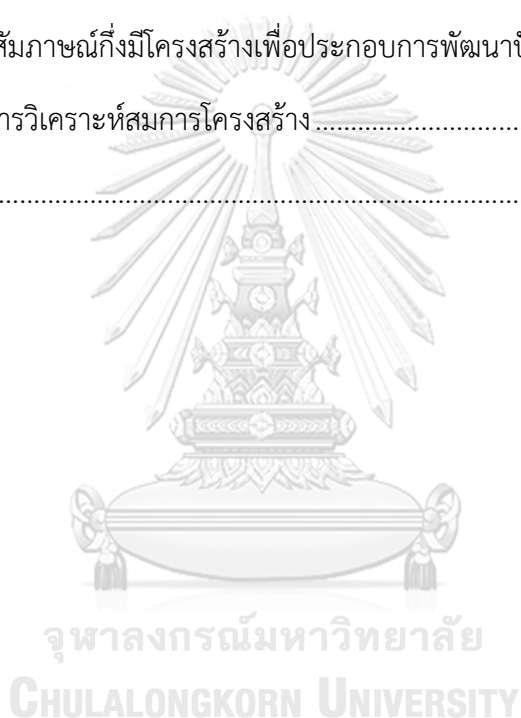 สัมภาษณ์กึ่งมีโครงสร้างเพื่อประกอบการพัฒนา
การวิเคราะห์สมการโครงสร้าง..............................
......................................................................
จุฬาลงกรณ์มหาวิทยาลัย
CHULALONGKORN UNIVERSITY